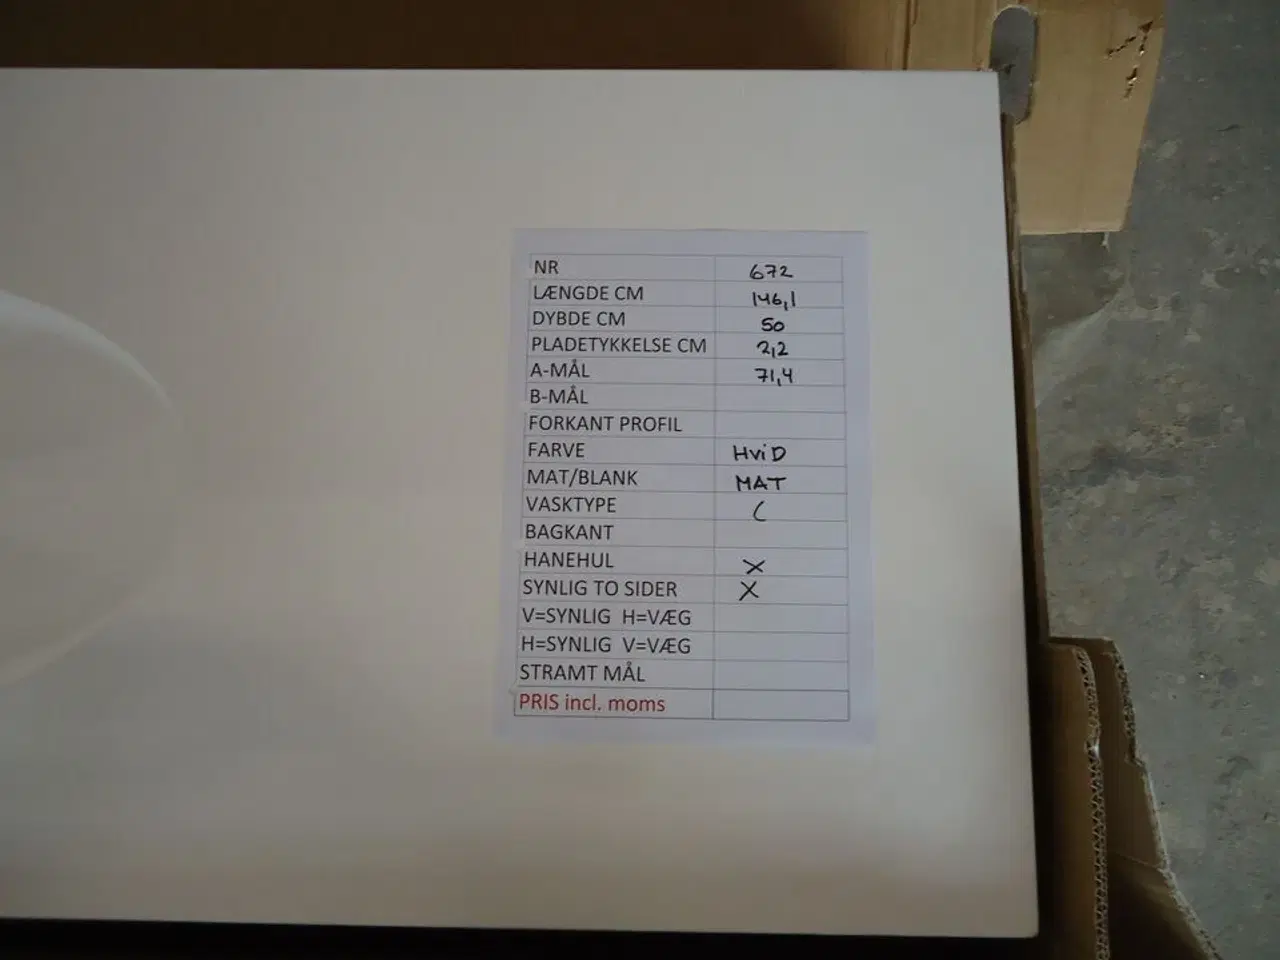 NR 672
LÆNGDE CM 146,1
DYBDE CM 50
PLADETYKKELSE CM 2,2
A-MÅL 71,4
B-MÅL
FORKANT PROFIL
FARVE HViD
MAT/BLANK MAT
VASKTYPE C
BAGKANT
HANEHUL X
SYNLIG TO SIDER X
V=SYNLIG H=VÆG
H=SYNLIG V=VÆG
STRAMT MÅL
PRIS incl. moms